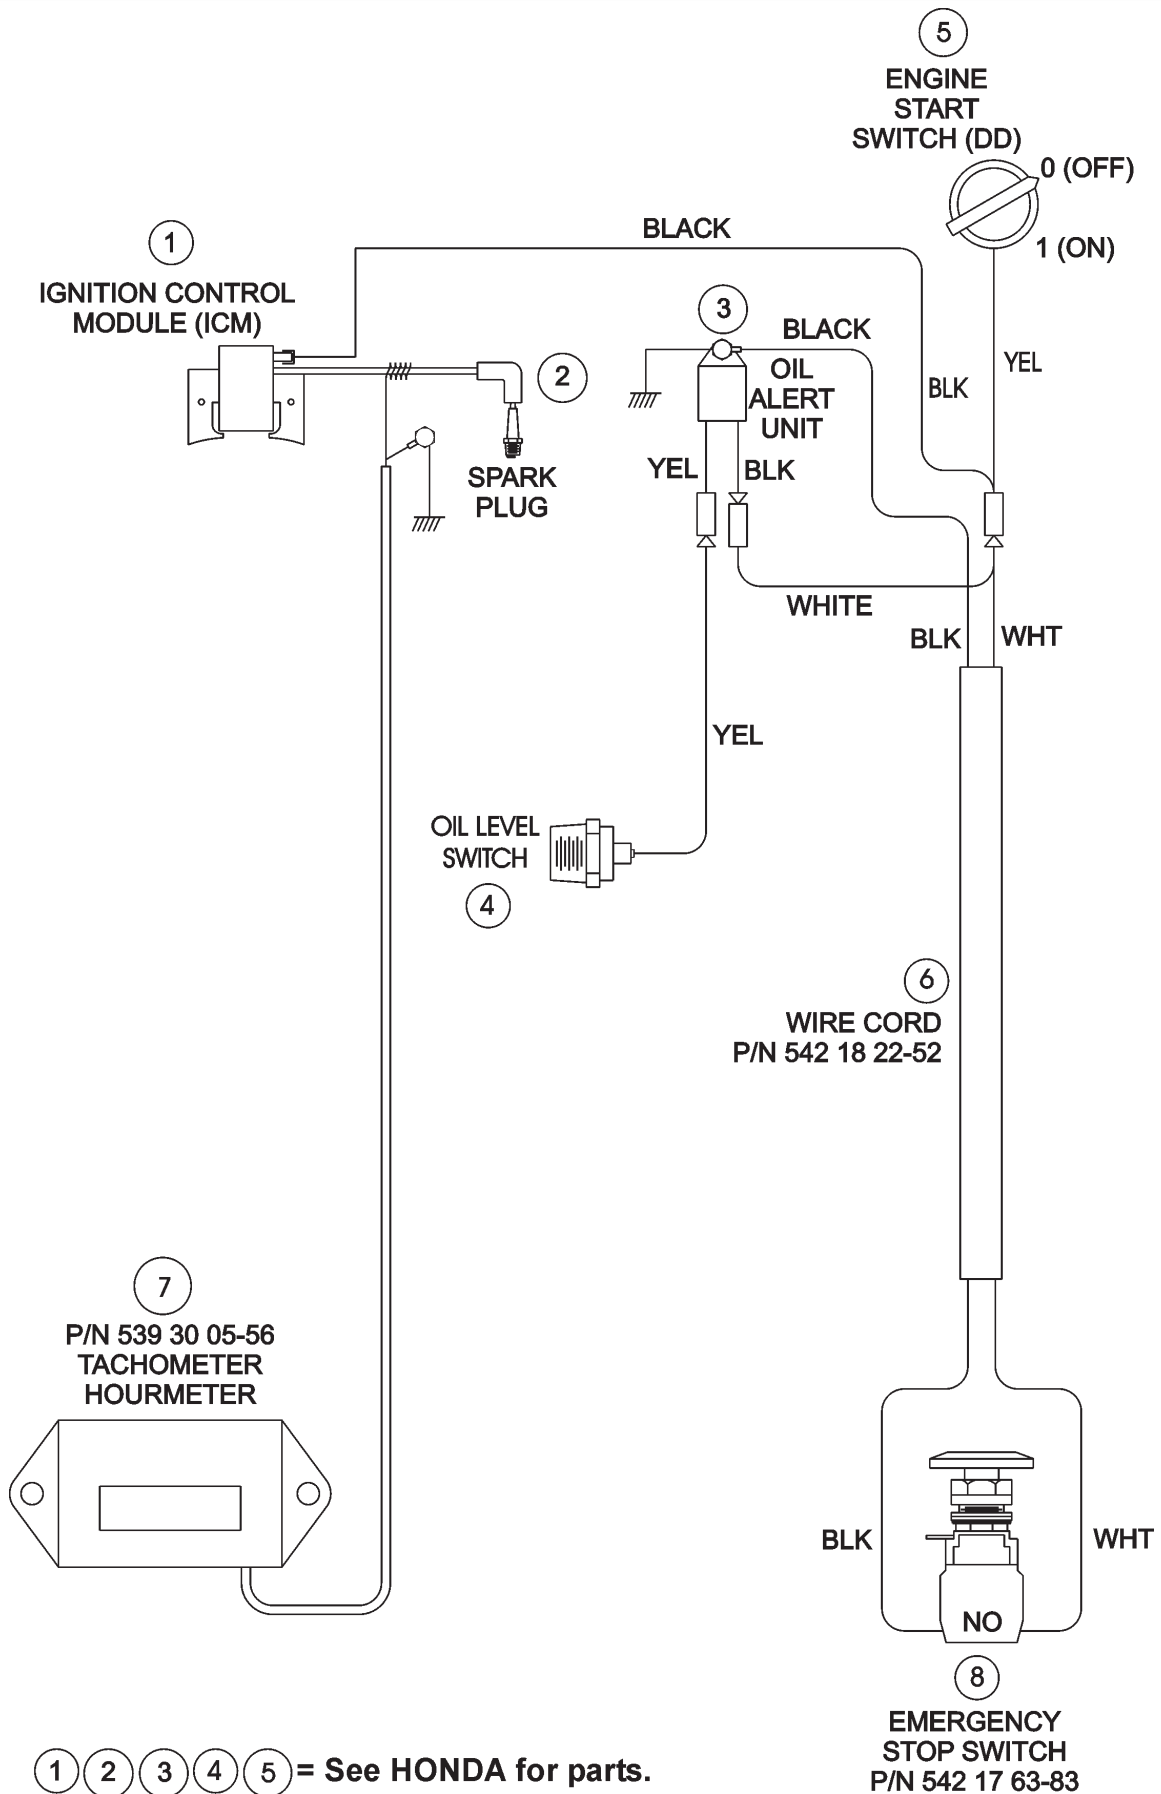 5
ENGINE
START
SWITCH (DD)
0 (OFF)
1 (ON)
BLACK
1
IGNITION CONTROL
MODULE (ICM)
3
BLACK
OIL
ALERT
UNIT
YEL
BLK
2
SPARK
PLUG
YEL
BLK
WHITE
BLK
WHT
YEL
OIL LEVEL
SWITCH
4
6
WIRE CORD
P/N 542 18 22-52
7
P/N 539 30 05-56
TACHOMETER
HOURMETER
BLK
WHT
NO
8
EMERGENCY
STOP SWITCH
P/N 542 17 63-83
1 2 3 4 5 = See HONDA for parts.